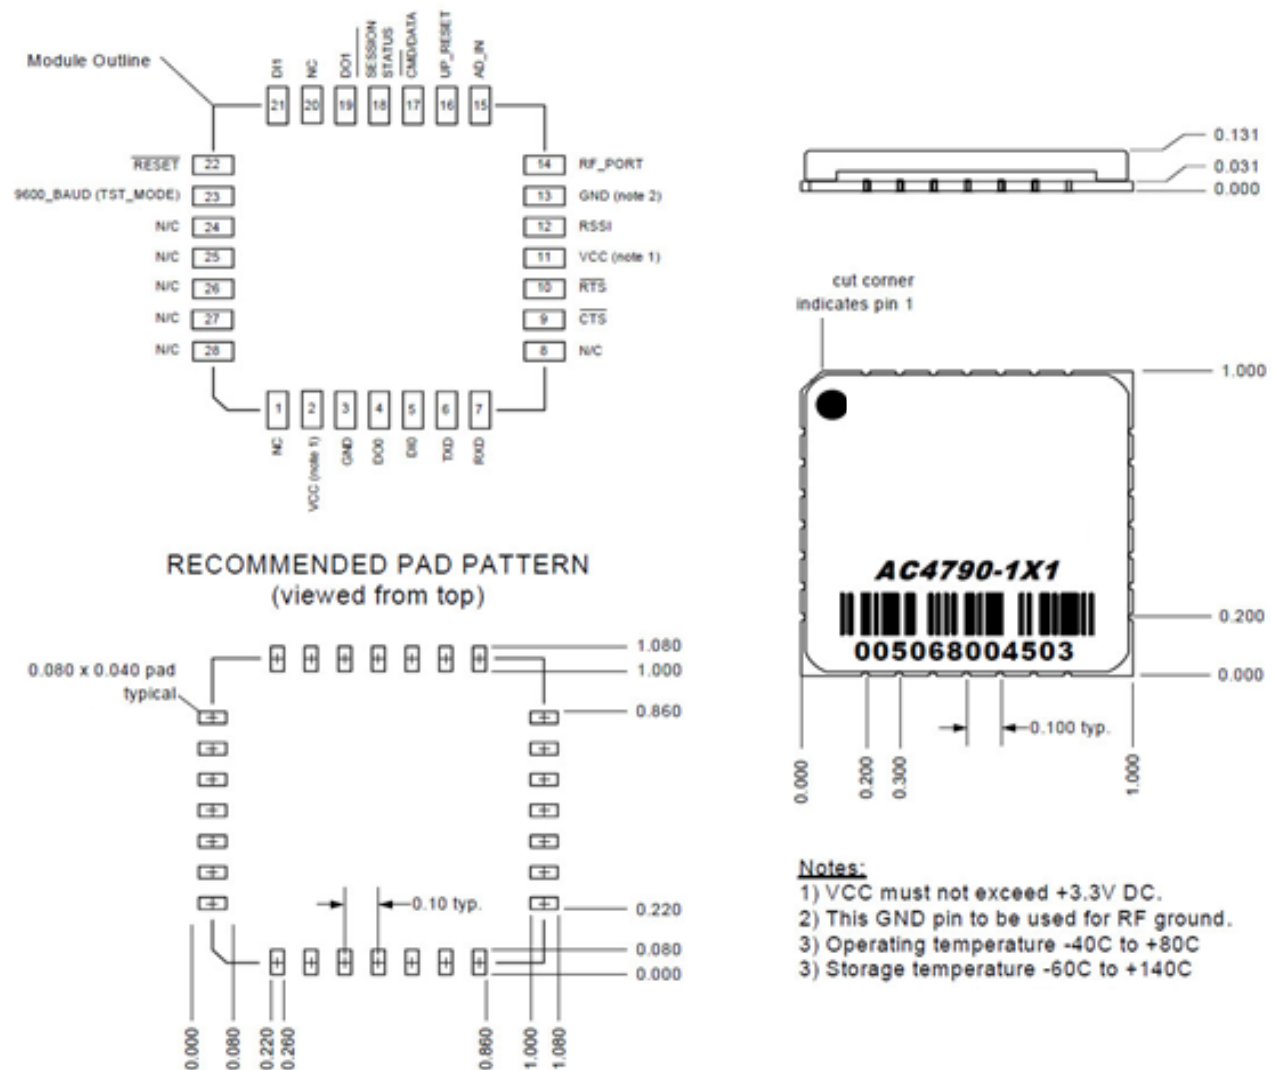 Module Outline
DI1
NC
DO1
SESSION
STATUS
CMD/DATA
UP_RESET
AD_IN
21
20
19
18
17
16
15
RESET
22
9600_BAUD (TST_MODE)
23
N/C
24
N/C
25
N/C
26
N/C
27
N/C
28
14
RF_PORT
13
GND (note 2)
12
RSSI
11
VCC (note 1)
10
RTS
9
CTS
8
N/C
1
2
3
4
5
6
7
NC
VCC (note 1)
GND
DO0
DI0
TXD
RXD
0.131
0.031
0.000
cut corner
indicates pin 1
1.000
AC4790-1X1
005068004503
0.200
0.000
0.100 typ.
0.000
0.200
0.300
1.000
RECOMMENDED PAD PATTERN
(viewed from top)
0.080 x 0.040 pad
typical
1.080
1.000
0.860
0.10 typ.
0.220
0.080
0.000
0.000
0.080
0.220
0.260
0.860
1.000
1.080
Notes:
1) VCC must not exceed +3.3V DC.
2) This GND pin to be used for RF ground.
3) Operating temperature -40C to +80C
3) Storage temperature -60C to +140C